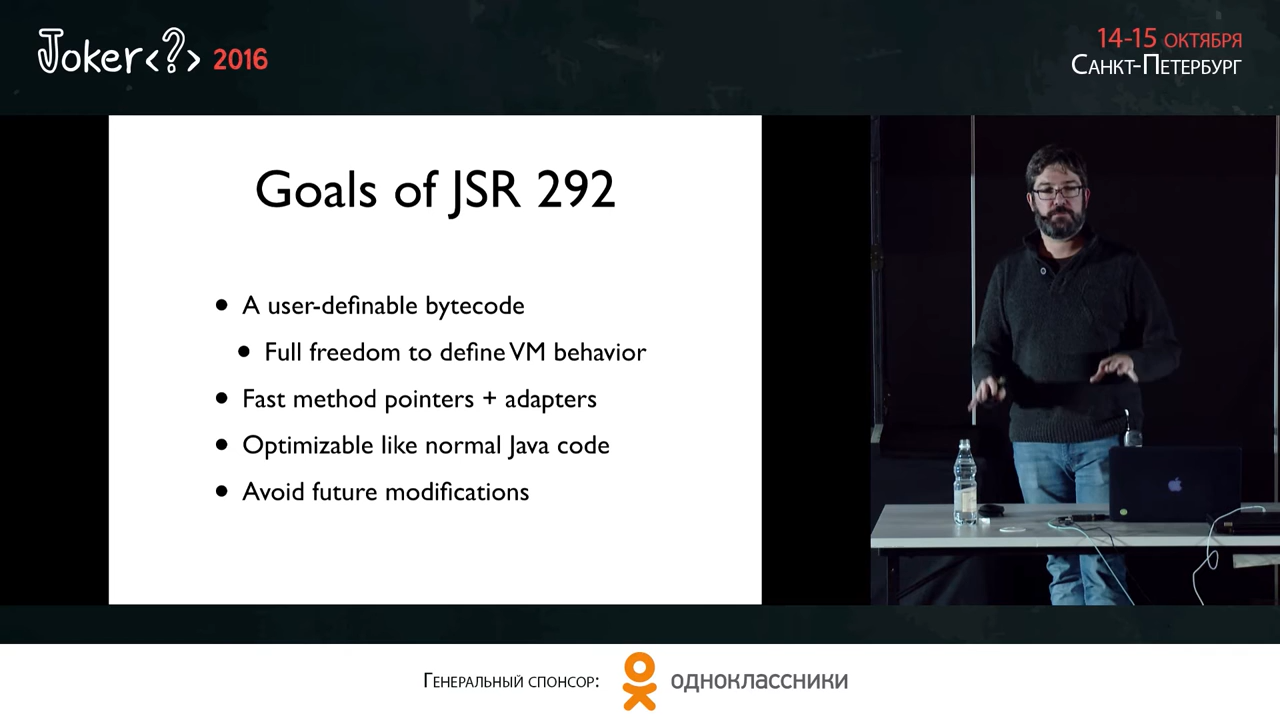 Joker<?> 2016
14-15 октября
Санкт-Петербург
Goals of JSR 292
• A user-definable bytecode
• Full freedom to define VM behavior
• Fast method pointers + adapters
• Optimizable like normal Java code
• Avoid future modifications
Генеральный спонсор:
одноклассники